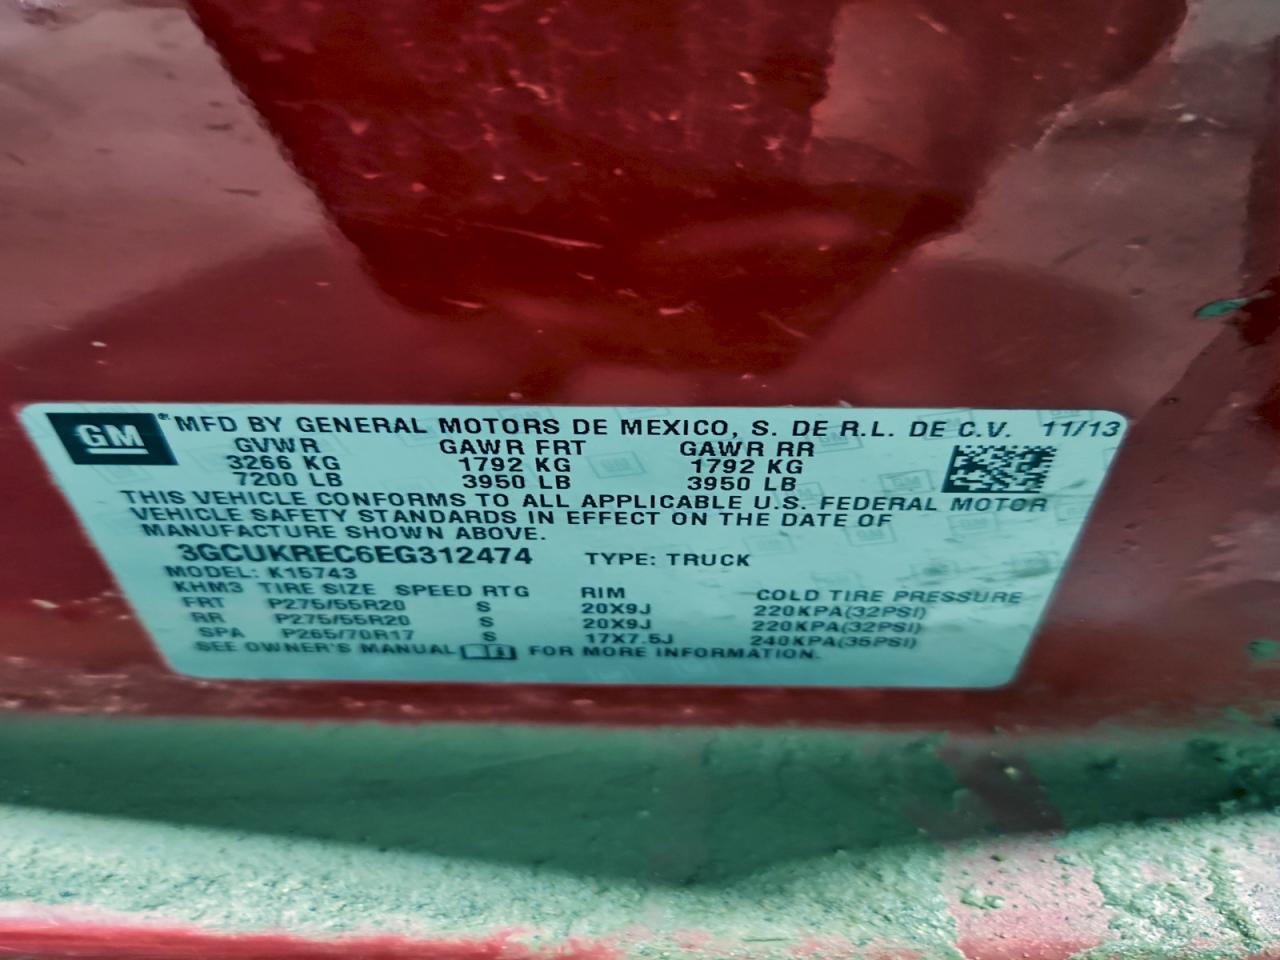 GM MFD BY GENERAL MOTORS DE MEXICO, S. DE R.L. DE C.V. 11/13
GVWR GAWR FRT GAWR RR
3266 KG 1792 KG 1792 KG
7200 LB 3950 LB 3950 LB
THIS VEHICLE CONFORMS TO ALL APPLICABLE U.S. FEDERAL MOTOR
VEHICLE SAFETY STANDARDS IN EFFECT ON THE DATE OF
MANUFACTURE SHOWN ABOVE.
3GCUKREC6EG312474 TYPE: TRUCK
MODEL: K15743
KHM3 TIRE SIZE SPEED RTG RIM COLD TIRE PRESSURE
FRT P275/55R20 S 20X9J 220KPA(32PSI)
RR P275/55R20 S 20X9J 220KPA(32PSI)
SPA P265/70R17 S 17X7.5J 240KPA(35PSI)
SEE OWNER'S MANUAL FOR MORE INFORMATION.